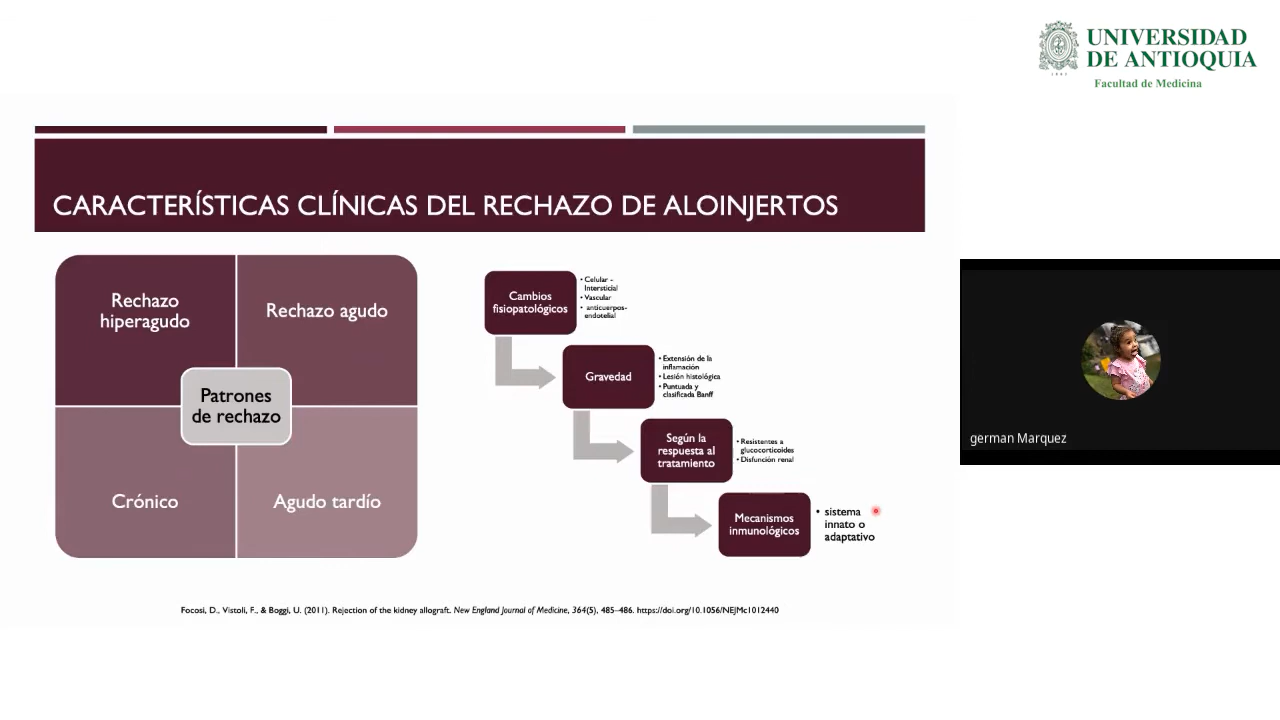 UNIVERSIDAD
DE ANTIOQUIA
1803
Facultad de Medicina
CARACTERÍSTICAS CLÍNICAS DEL RECHAZO DE ALOINJERTOS
Rechazo
hiperagudo
Rechazo agudo
Patrones
de rechazo
Crónico
Agudo tardío
Cambios
fisiopatológicos
• Celular -
Intersticial
• Vascular
• anticuerpos-
endotelial
Gravedad
• Extensión de la
inflamación
• Lesión histológica
• Puntuada y
clasificada Banff
Según la
respuesta al
tratamiento
• Resistentes a
glucocorticoides
• Disfunción renal
Mecanismos
inmunológicos
• sistema
innato o
adaptativo
Focosi, D., Vistoli, F., & Boggi, U. (2011). Rejection of the kidney allograft. New England Journal of Medicine, 364(5), 485–486. https://doi.org/10.1056/NEJMc1012440
german Marquez